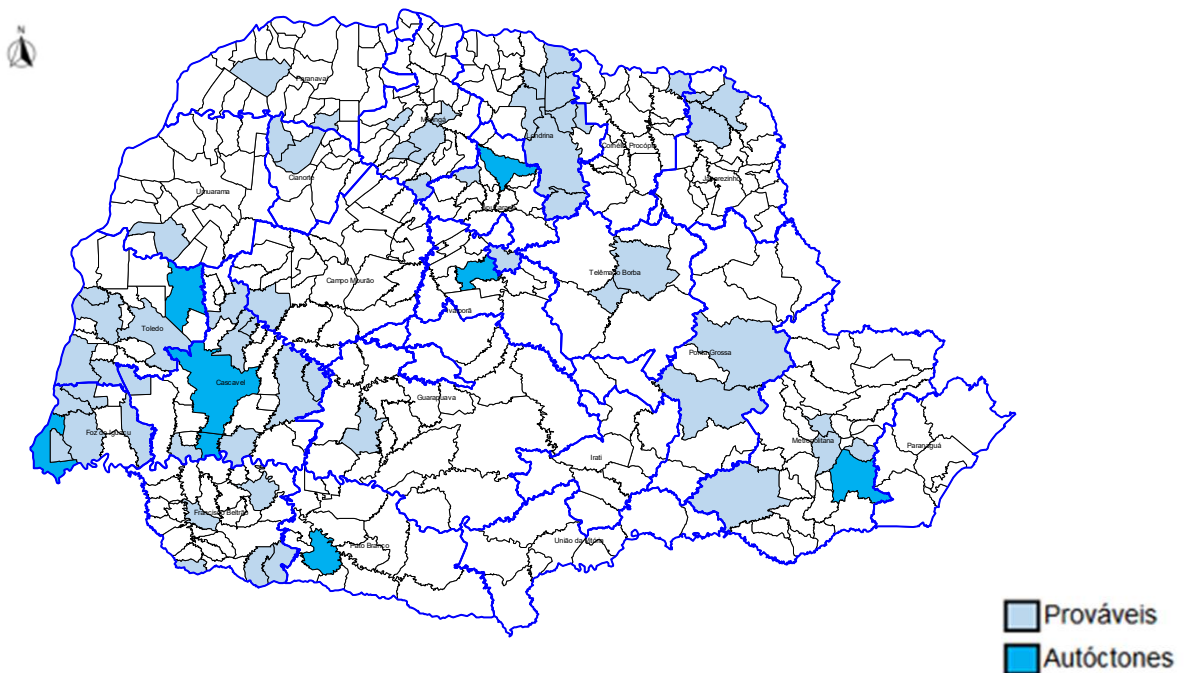 N
Paranavaí
Maringá
Londrina
Cornélio Procópio
Jacarezinho
Cianorte
Umuarama
Apucarana
Telêmaco Borba
Campo Mourão
Ivaiporã
Toledo
Ponta Grossa
Cascavel
Guarapuava
Foz do Iguaçu
Metropolitana
Paranaguá
Irati
Francisco Beltrão
Pato Branco
União da Vitória
Prováveis
Autóctones